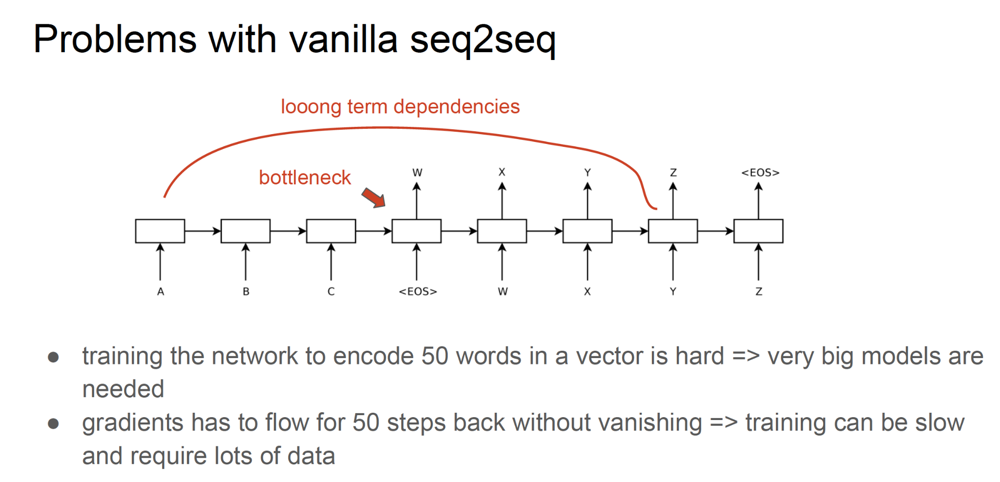 Problems with vanilla seq2seq
looong term dependencies
bottleneck
W X Y Z <EOS>
A B C <EOS> W X Y Z
● training the network to encode 50 words in a vector is hard => very big models are
needed
● gradients has to flow for 50 steps back without vanishing => training can be slow
and require lots of data